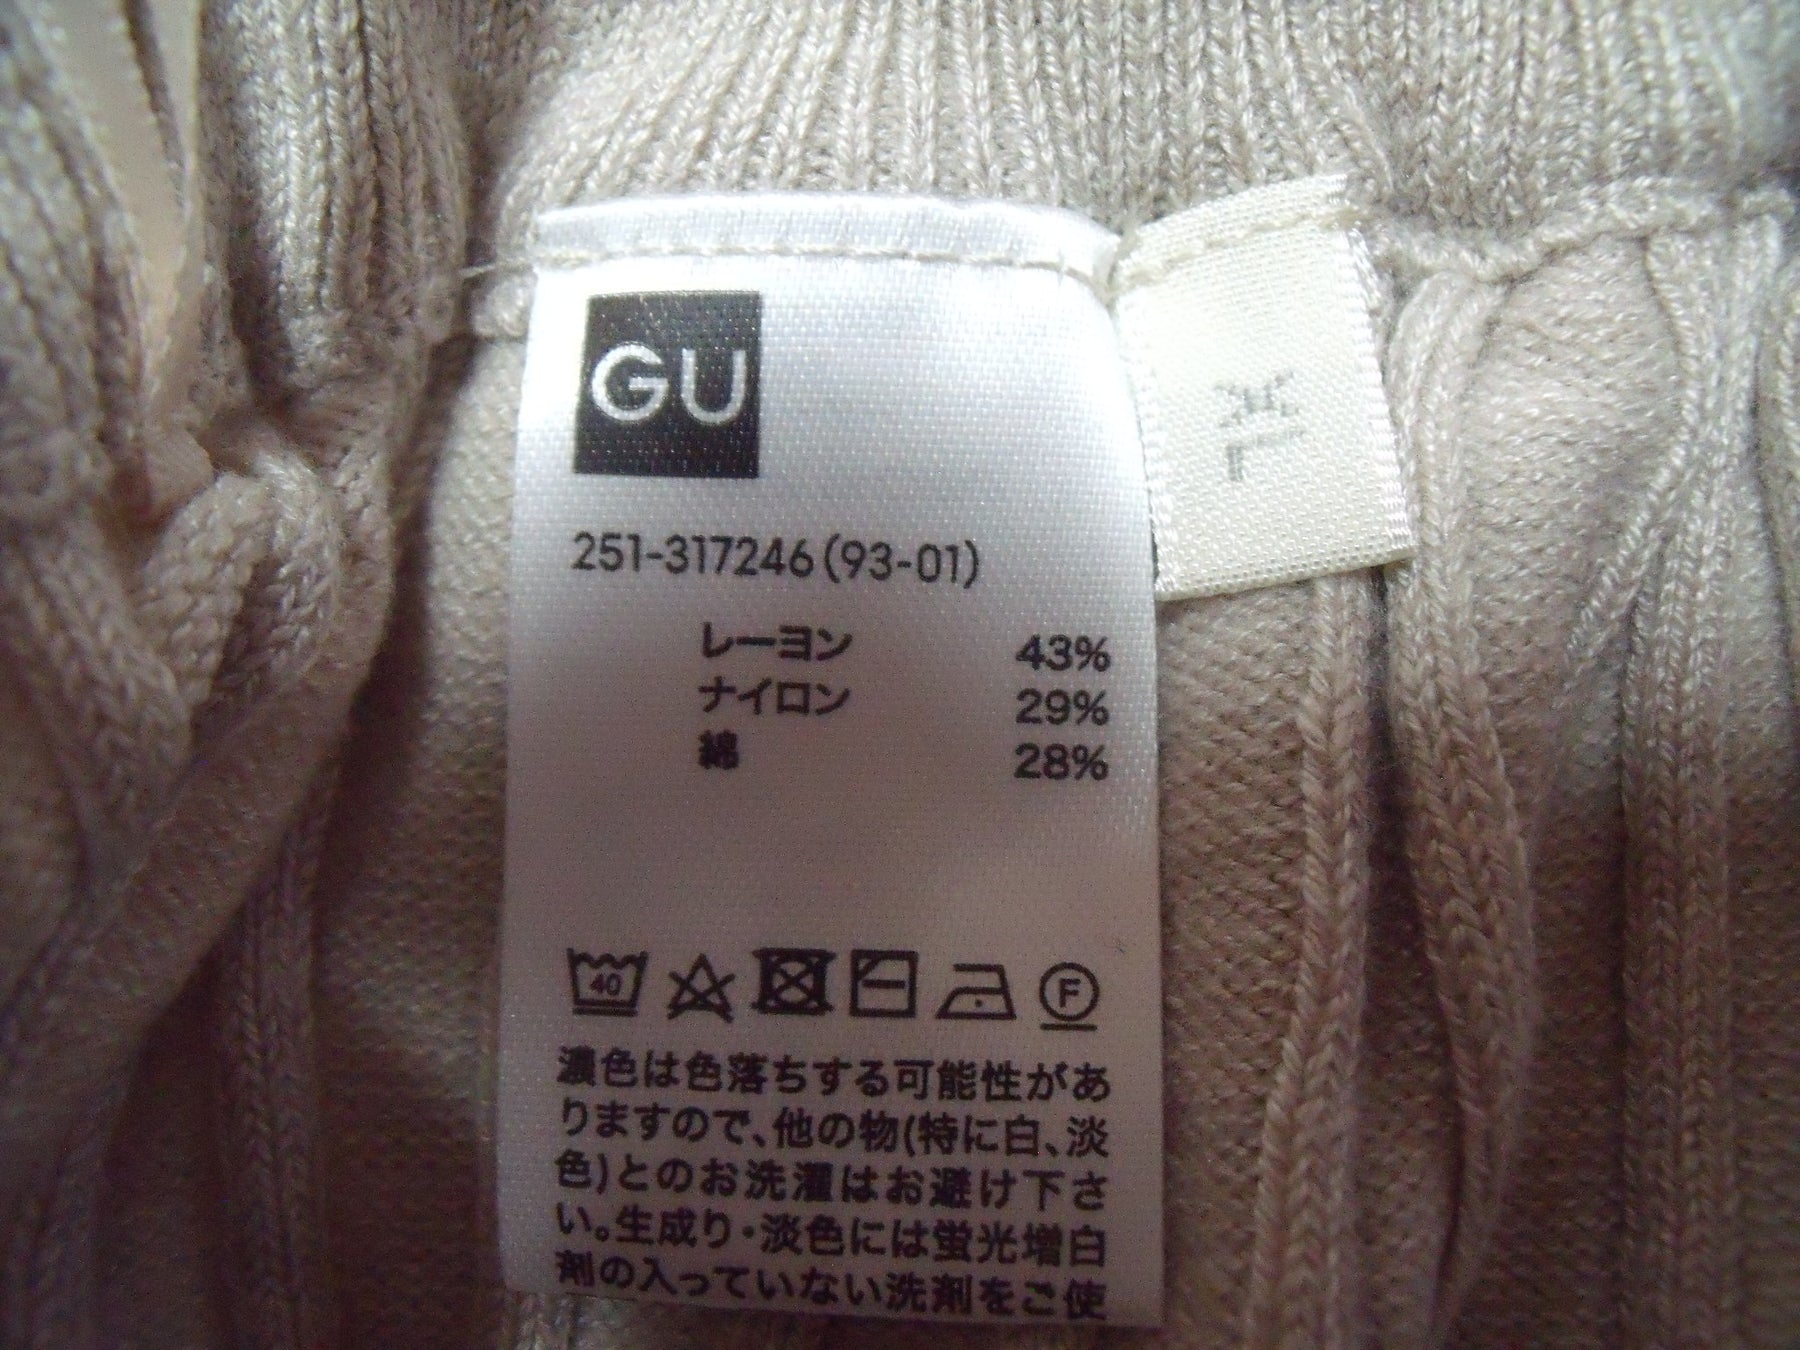 GU
251-317246(93-01)
レーヨン 43%
ナイロン 29%
綿 28%
40
F
濃色は色落ちする可能性があ
りますので、他の物(特に白、淡
色)とのお洗濯はお避け下さ
い。生成り・淡色には蛍光増白
剤の入っていない洗剤をご使